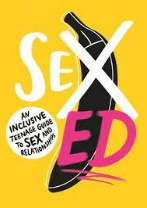 SEX
ED
AN
INCLUSIVE
TEENAGE GUIDE
TO SEX AND
RELATIONSHIPS